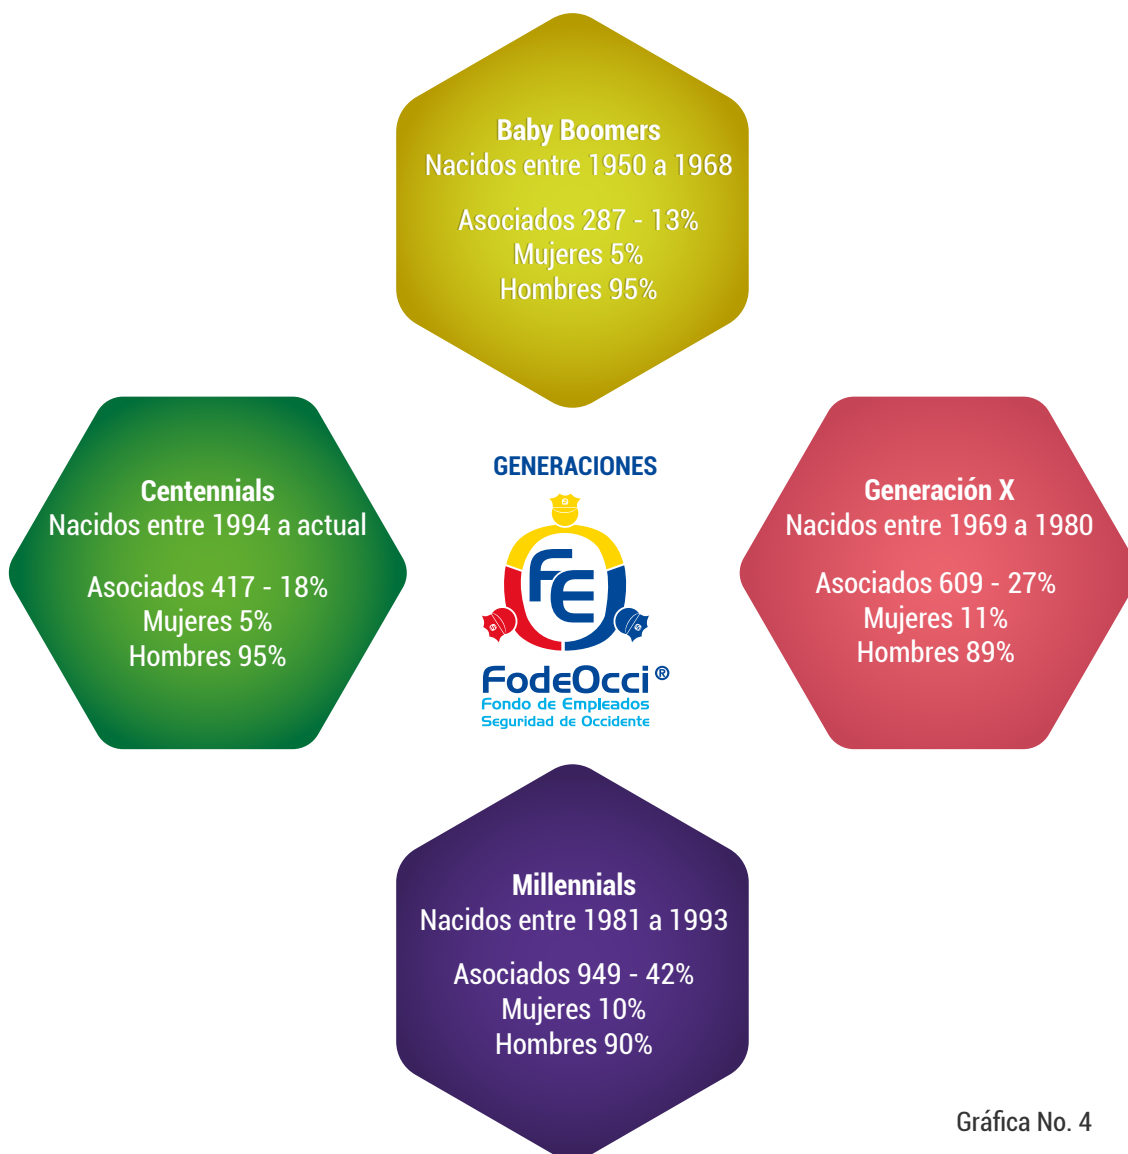 Baby Boomers
Nacidos entre 1950 a 1968
Asociados 287 - 13%
Mujeres 5%
Hombres 95%
Centennials
Nacidos entre 1994 a actual
Asociados 417 - 18%
Mujeres 5%
Hombres 95%
GENERACIONES
FE
FodeOcci®
Fondo de Empleados
Seguridad de Occidente
Generación X
Nacidos entre 1969 a 1980
Asociados 609 - 27%
Mujeres 11%
Hombres 89%
Millennials
Nacidos entre 1981 a 1993
Asociados 949 - 42%
Mujeres 10%
Hombres 90%
Gráfica No. 4